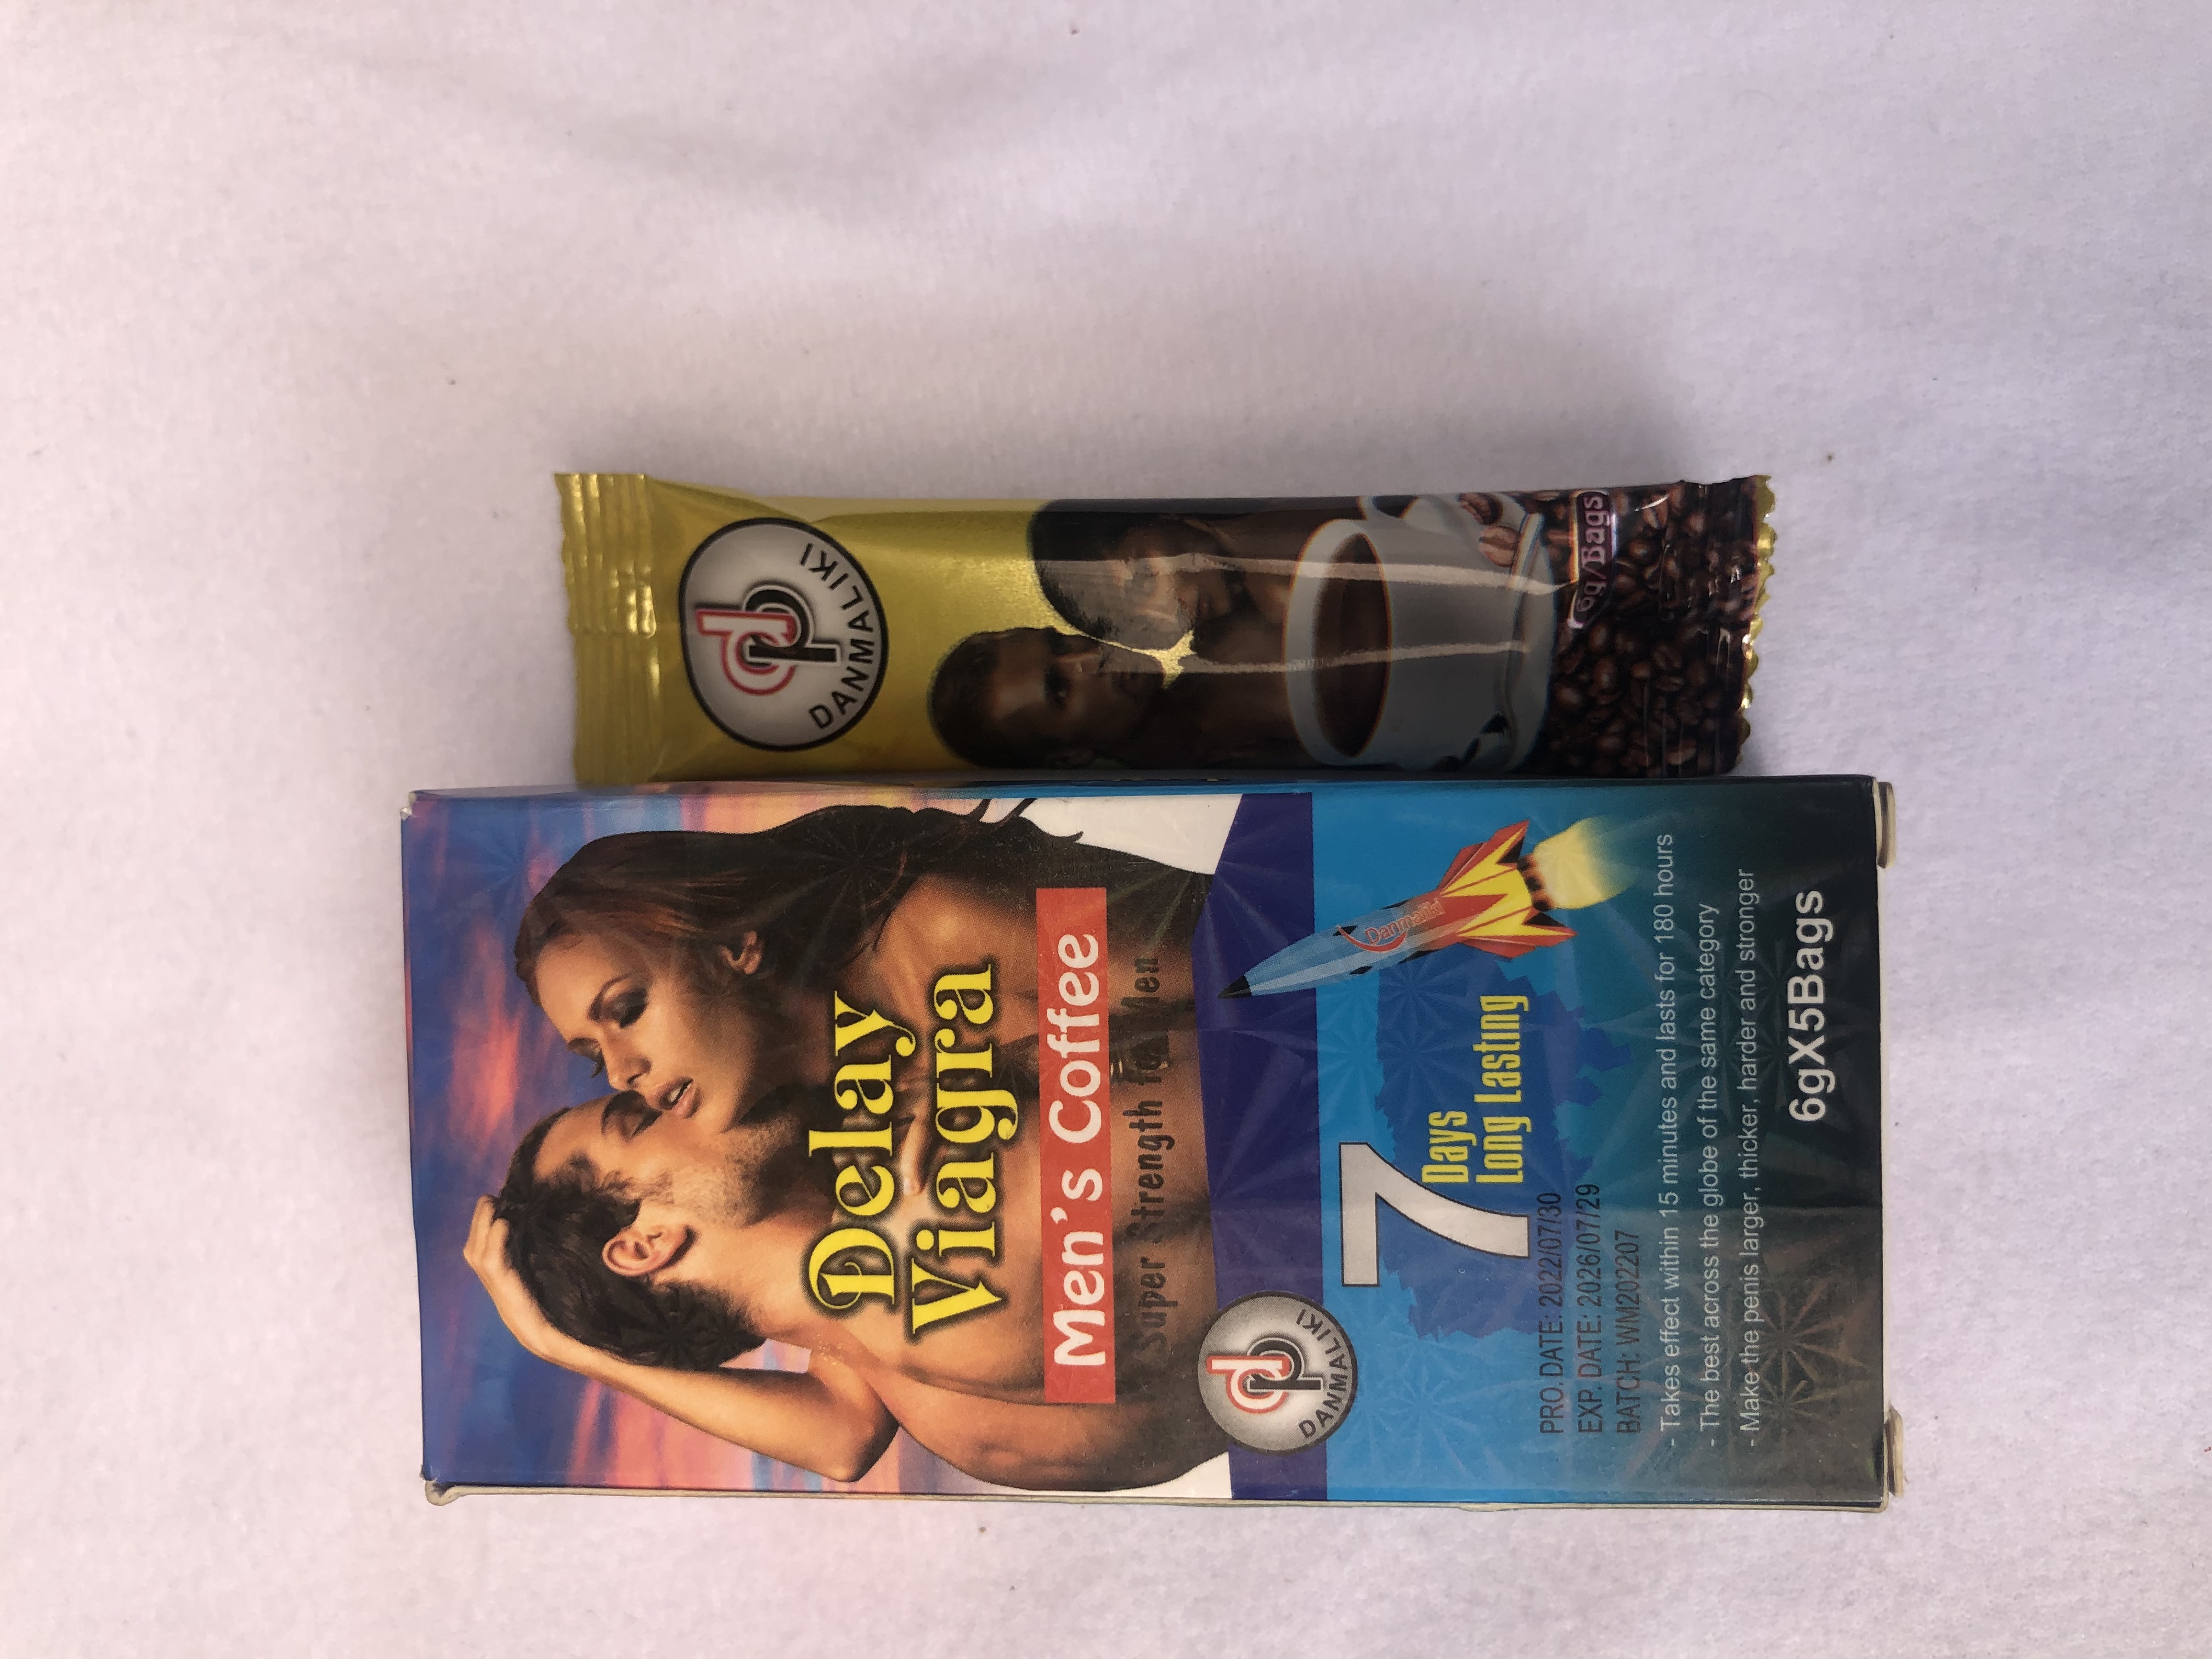 Delay
Viagra
Men's Coffee
Super Strength for Men
DANMALIKI
7
Days
Long Lasting
Danmaliki
PRO. DATE: 2022/07/30
EXP. DATE: 2026/07/29
BATCH: WM202207
- Takes effect within 15 minutes and lasts for 180 hours
- The best across the globe of the same category
- Make the penis larger, thicker, harder and stronger
6gX5Bags
DANMALIKI
6g/Bags